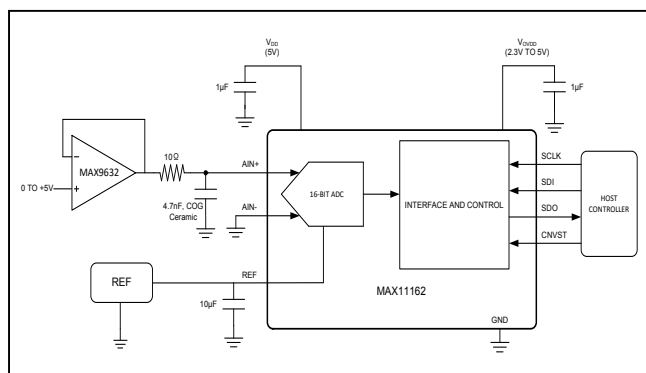 VDD
(5V)
VOVDD
(2.3V TO 5V)
1µF
1µF
MAX9632
0 TO +5V
10Ω
4.7nF, COG
Ceramic
AIN+
AIN-
16-BIT ADC
INTERFACE AND CONTROL
SCLK
SDI
SDO
CNVST
HOST
CONTROLLER
REF
REF
10µF
MAX11162
GND